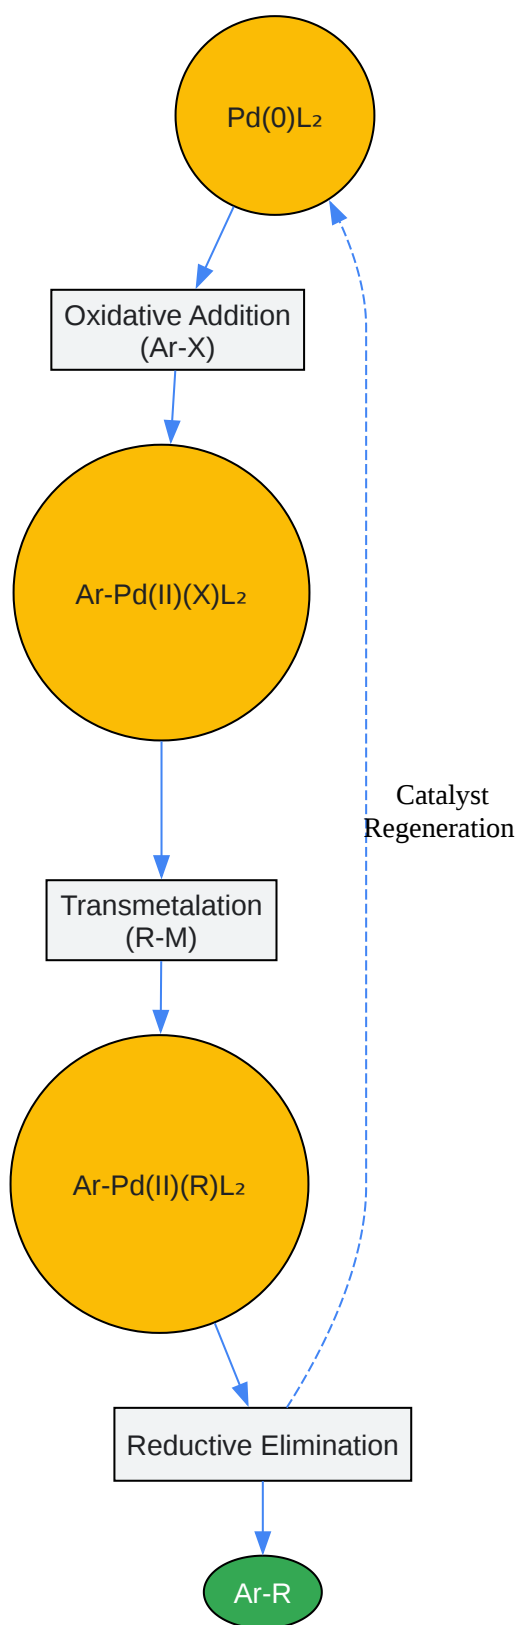 Pd(0)L₂
Oxidative Addition
(Ar-X)
Ar-Pd(II)(X)L₂
Catalyst
Regeneration
Transmetalation
(R-M)
Ar-Pd(II)(R)L₂
Reductive Elimination
Ar-R